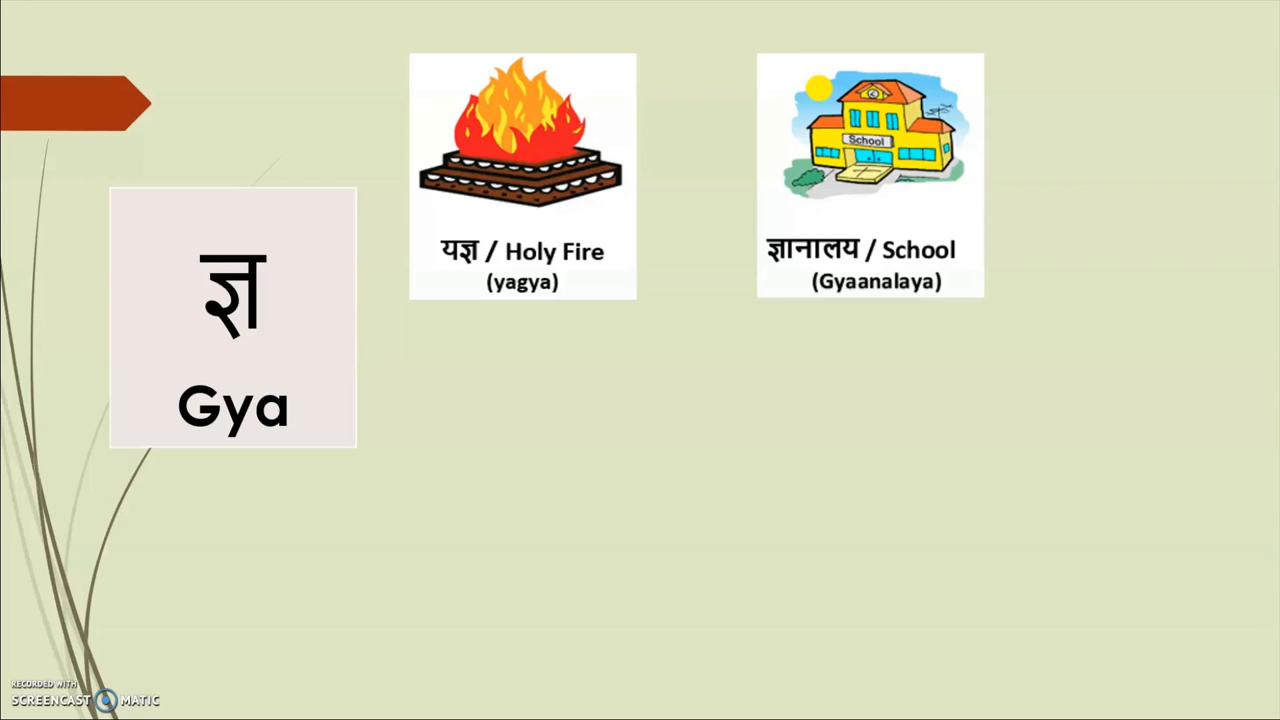 ज्ञ
Gya
यज्ञ / Holy Fire
(yagya)
School
ज्ञानालय / School
(Gyaanalaya)
RECORDED WITH
SCREENCAST MATIC